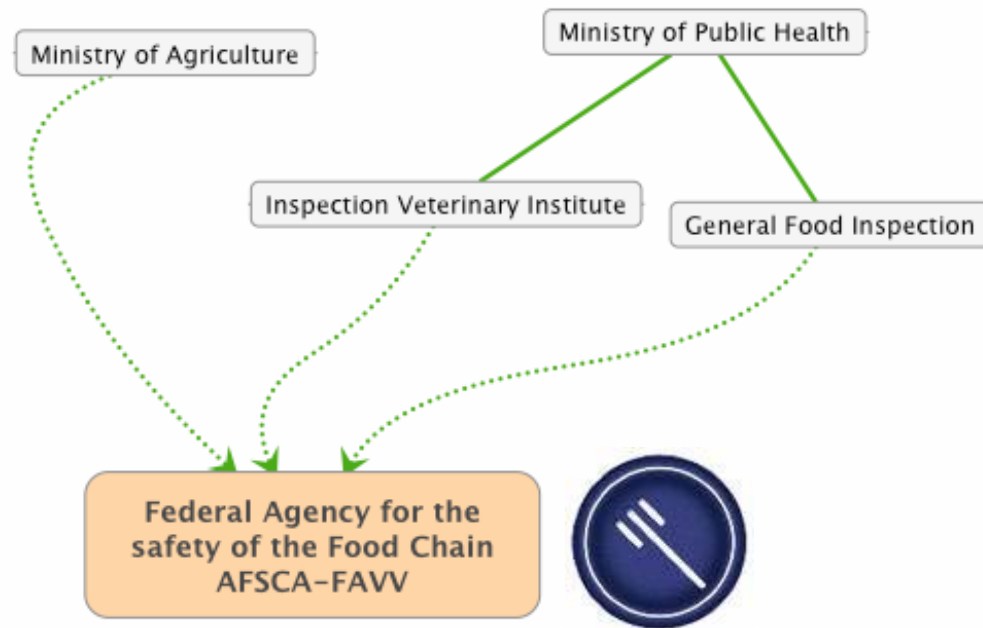 Ministry of Public Health
Ministry of Agriculture
Inspection Veterinary Institute
General Food Inspection
Federal Agency for the
safety of the Food Chain
AFSCA-FAVV